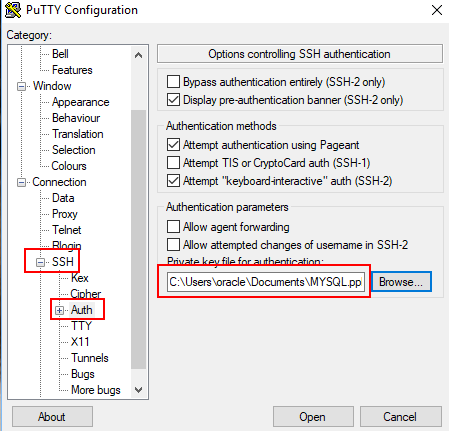 PuTTY Configuration
Category:
Bell
Features
Window
Appearance
Behaviour
Translation
Selection
Colours
Connection
Data
Proxy
Telnet
Rlogin
SSH
Kex
Cipher
Auth
TTY
X11
Tunnels
Bugs
More bugs
Options controlling SSH authentication
Bypass authentication entirely (SSH-2 only)
Display pre-authentication banner (SSH-2 only)
Authentication methods
Attempt authentication using Pageant
Attempt TIS or CryptoCard auth (SSH-1)
Attempt "keyboard-interactive" auth (SSH-2)
Authentication parameters
Allow agent forwarding
Allow attempted changes of username in SSH-2
Private key file for authentication:
C:\Users\oracle\Documents\MYSQL.pp
Browse...
About
Open
Cancel